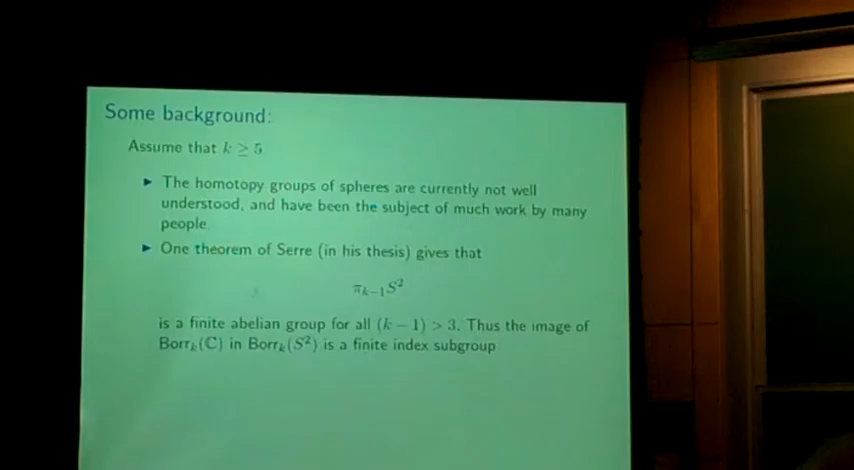 Some background:
Assume that k ≥ 5
► The homotopy groups of spheres are currently not well
understood, and have been the subject of much work by many
people.
► One theorem of Serre (in his thesis) gives that
π_{k−1}S²
is a finite abelian group for all (k − 1) > 3. Thus the image of
Borr_k(ℂ) in Borr_k(S²) is a finite index subgroup.